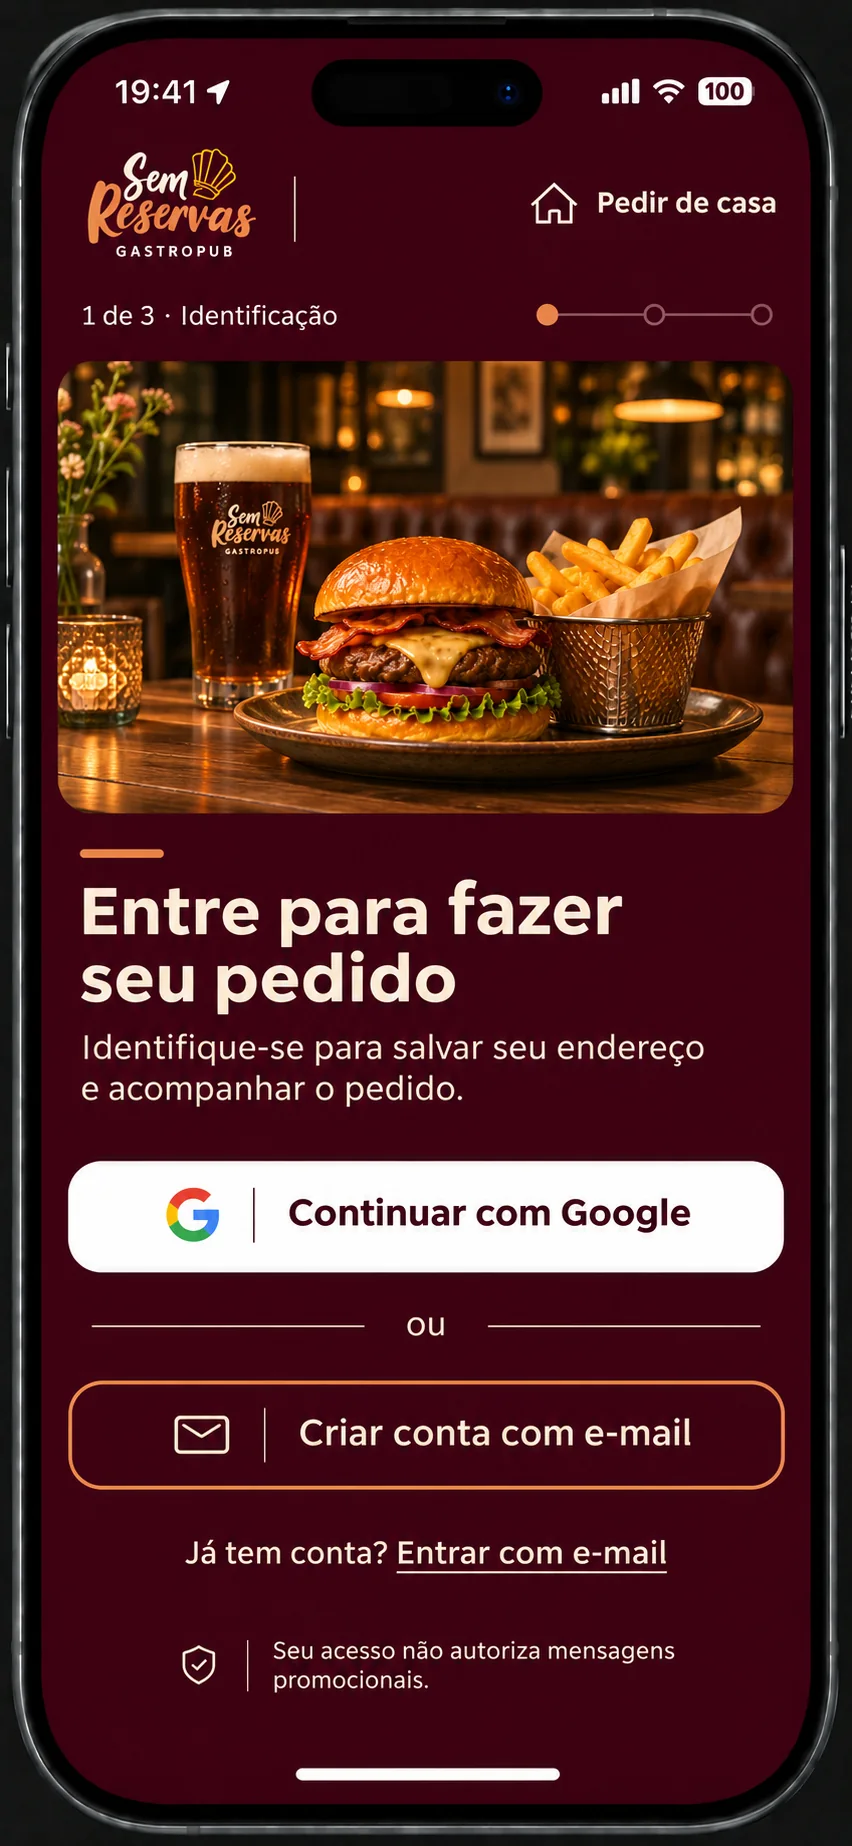 19:41
100
Sem
Reservas
GASTROPUB
Pedir de casa
1 de 3 · Identificação
Sem
Reservas
GASTROPUB
Entre para fazer
seu pedido
Identifique-se para salvar seu endereço
e acompanhar o pedido.
Continuar com Google
ou
Criar conta com e-mail
Já tem conta? Entrar com e-mail
Seu acesso não autoriza mensagens
promocionais.